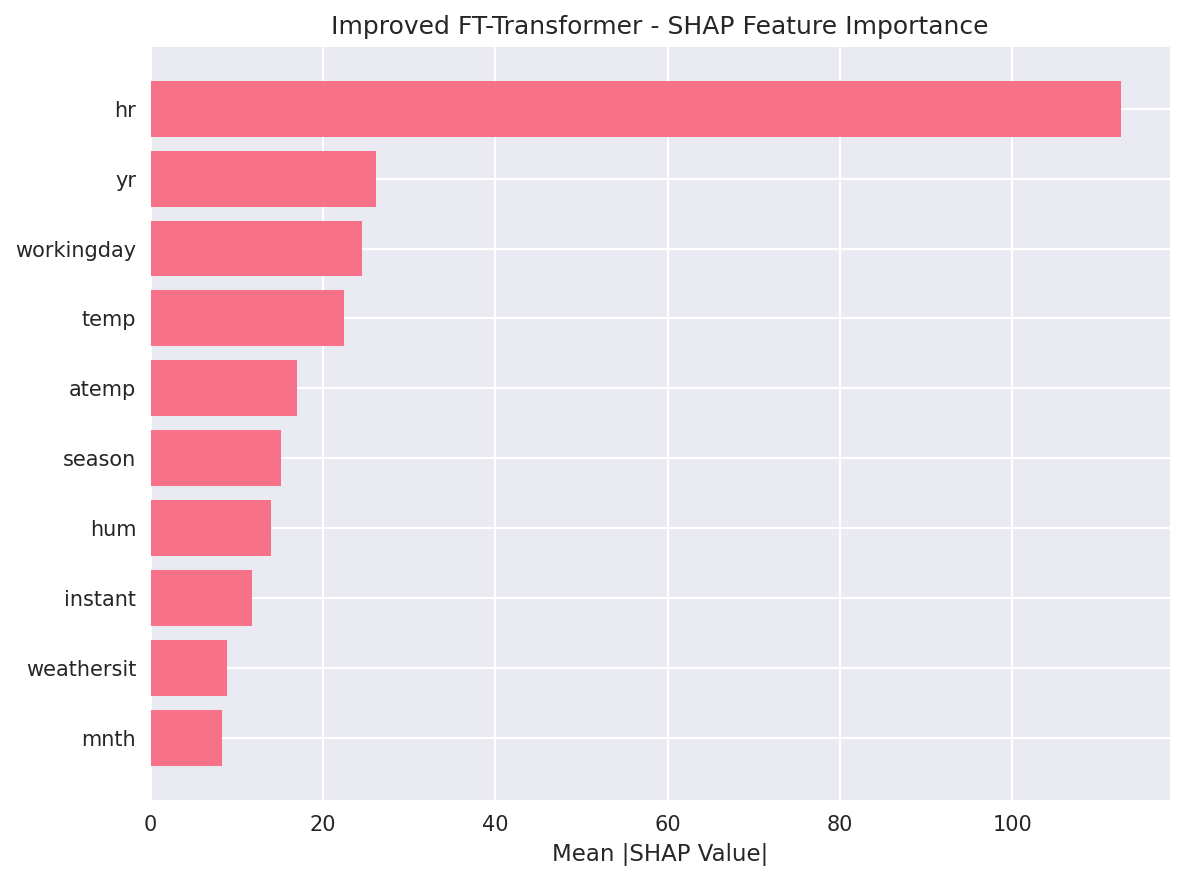 Improved FT-Transformer - SHAP Feature Importance
hr
yr
workingday
temp
atemp
season
hum
instant
weathersit
mnth
0 20 40 60 80 100
Mean |SHAP Value|